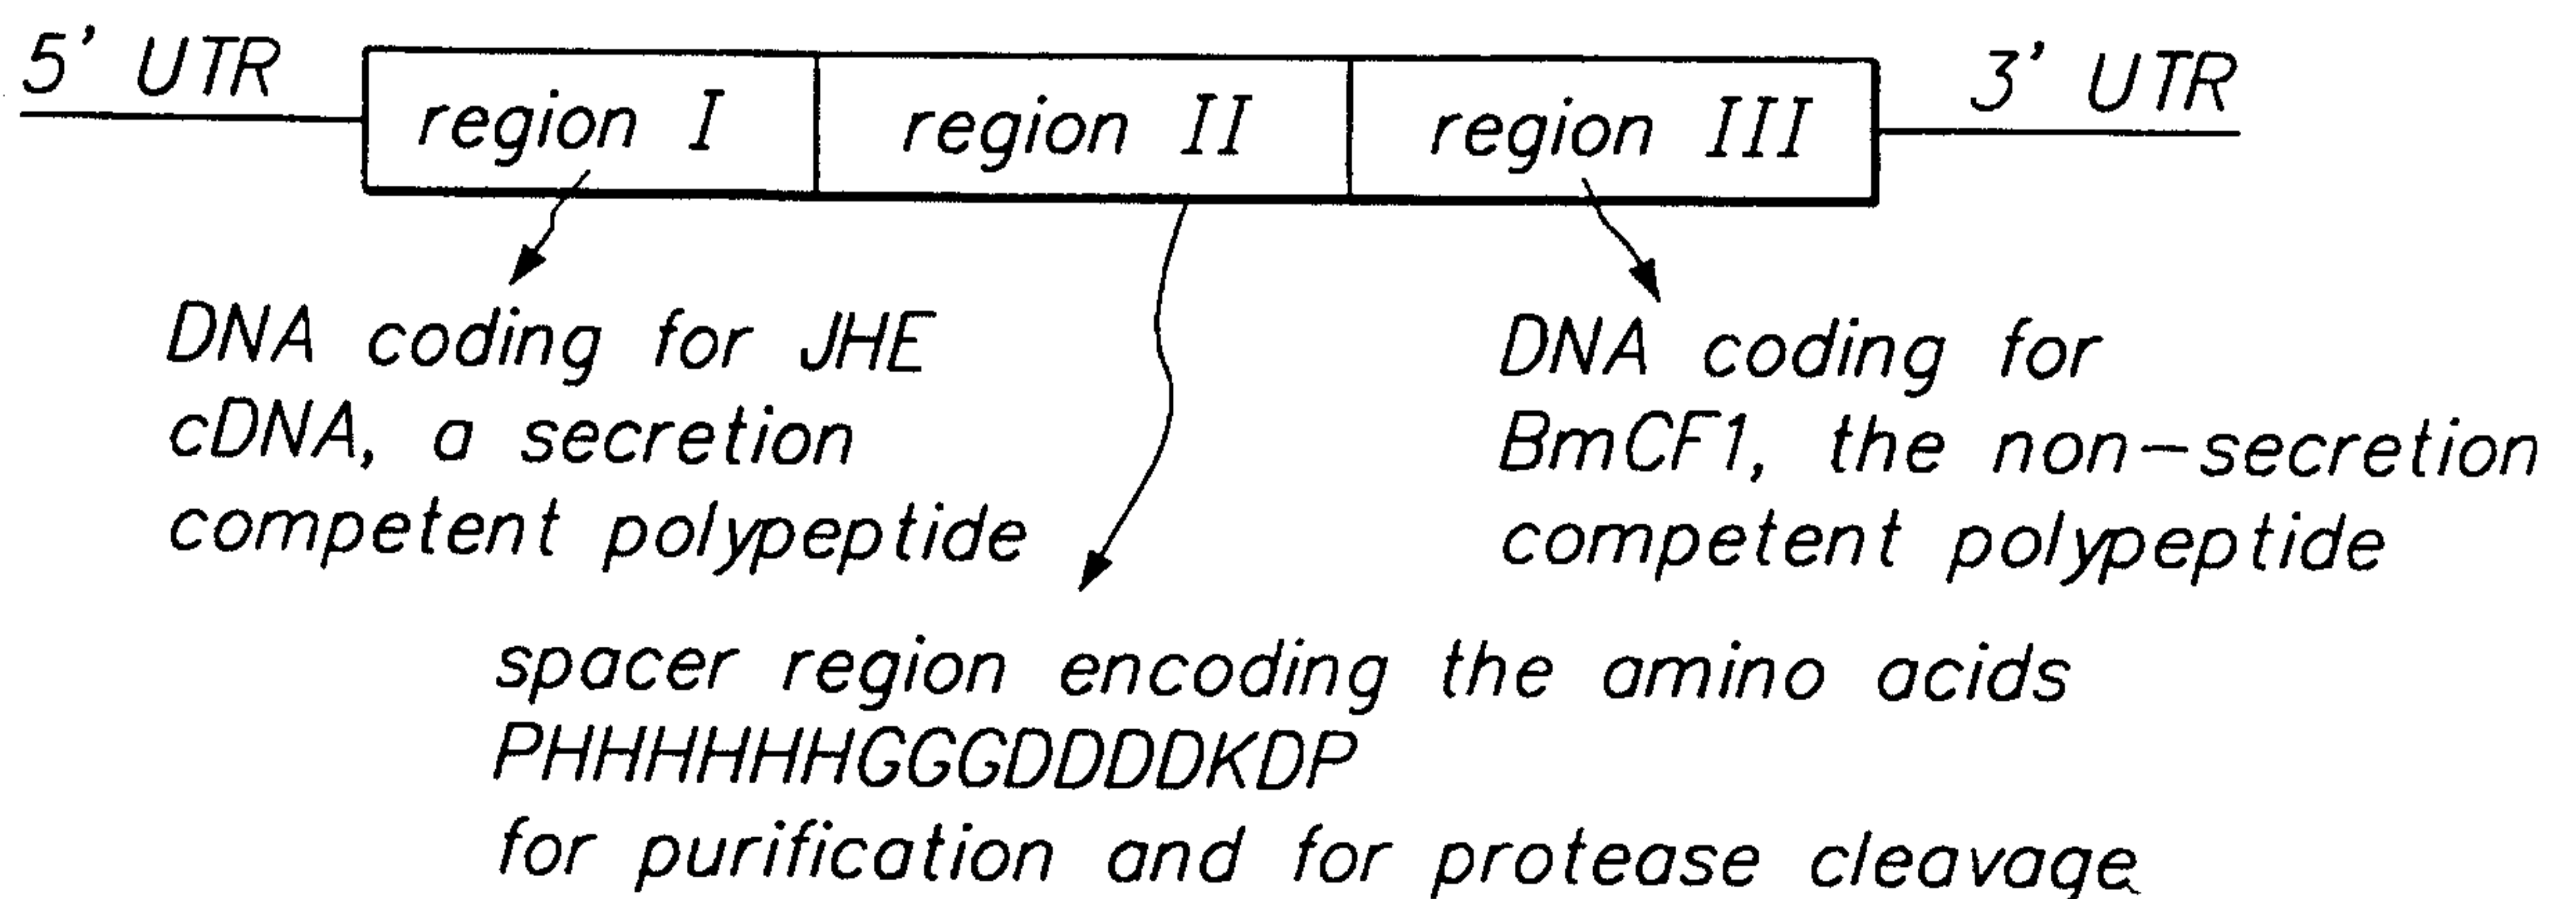 5' UTR
region I
region II
region III
3' UTR
DNA coding for JHE
cDNA, a secretion
competent polypeptide
DNA coding for
BmCF1, the non-secretion
competent polypeptide
spacer region encoding the amino acids
PHHHHHHGGGDDDDKDP
for purification and for protease cleavage